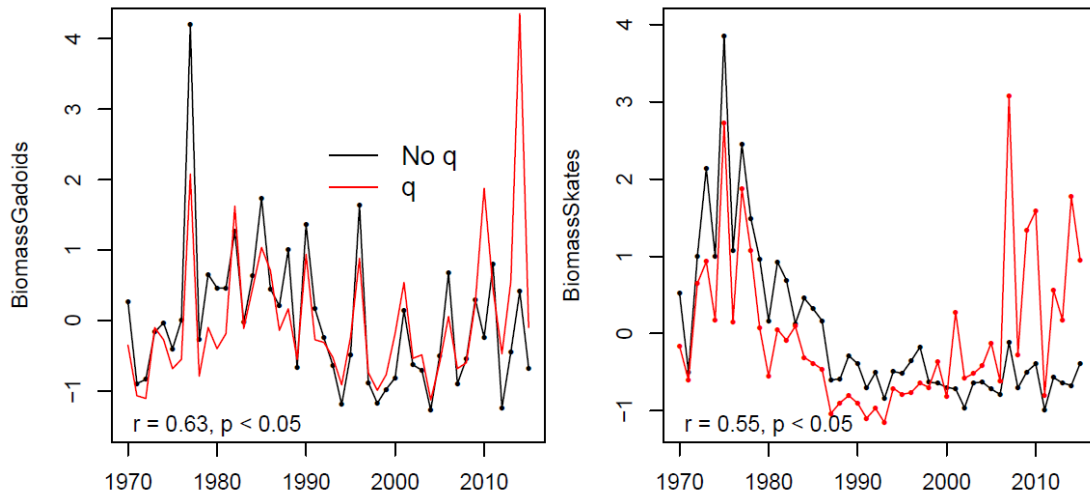 BiomassGadoids
4
3
2
1
0
−1
No q
q
r = 0.63, p < 0.05
1970 1980 1990 2000 2010
BiomassSkates
4
3
2
1
0
−1
r = 0.55, p < 0.05
1970 1980 1990 2000 2010